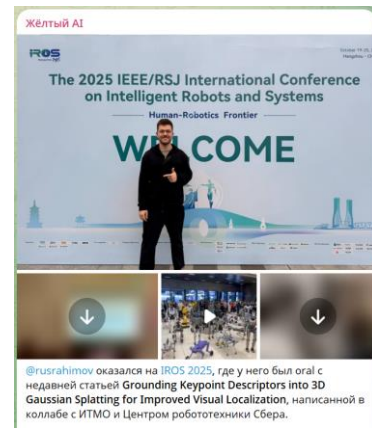 Жёлтый AI
IROS
The 2025 IEEE/RSJ International Conference
on Intelligent Robots and Systems
Human-Robotics Frontier
WELCOME
@rusrahimov оказался на IROS 2025, где у него был oral с
недавней статьей Grounding Keypoint Descriptors into 3D
Gaussian Splatting for Improved Visual Localization, написанной в
коллабе с ИТМО и Центром робототехники Сбера.